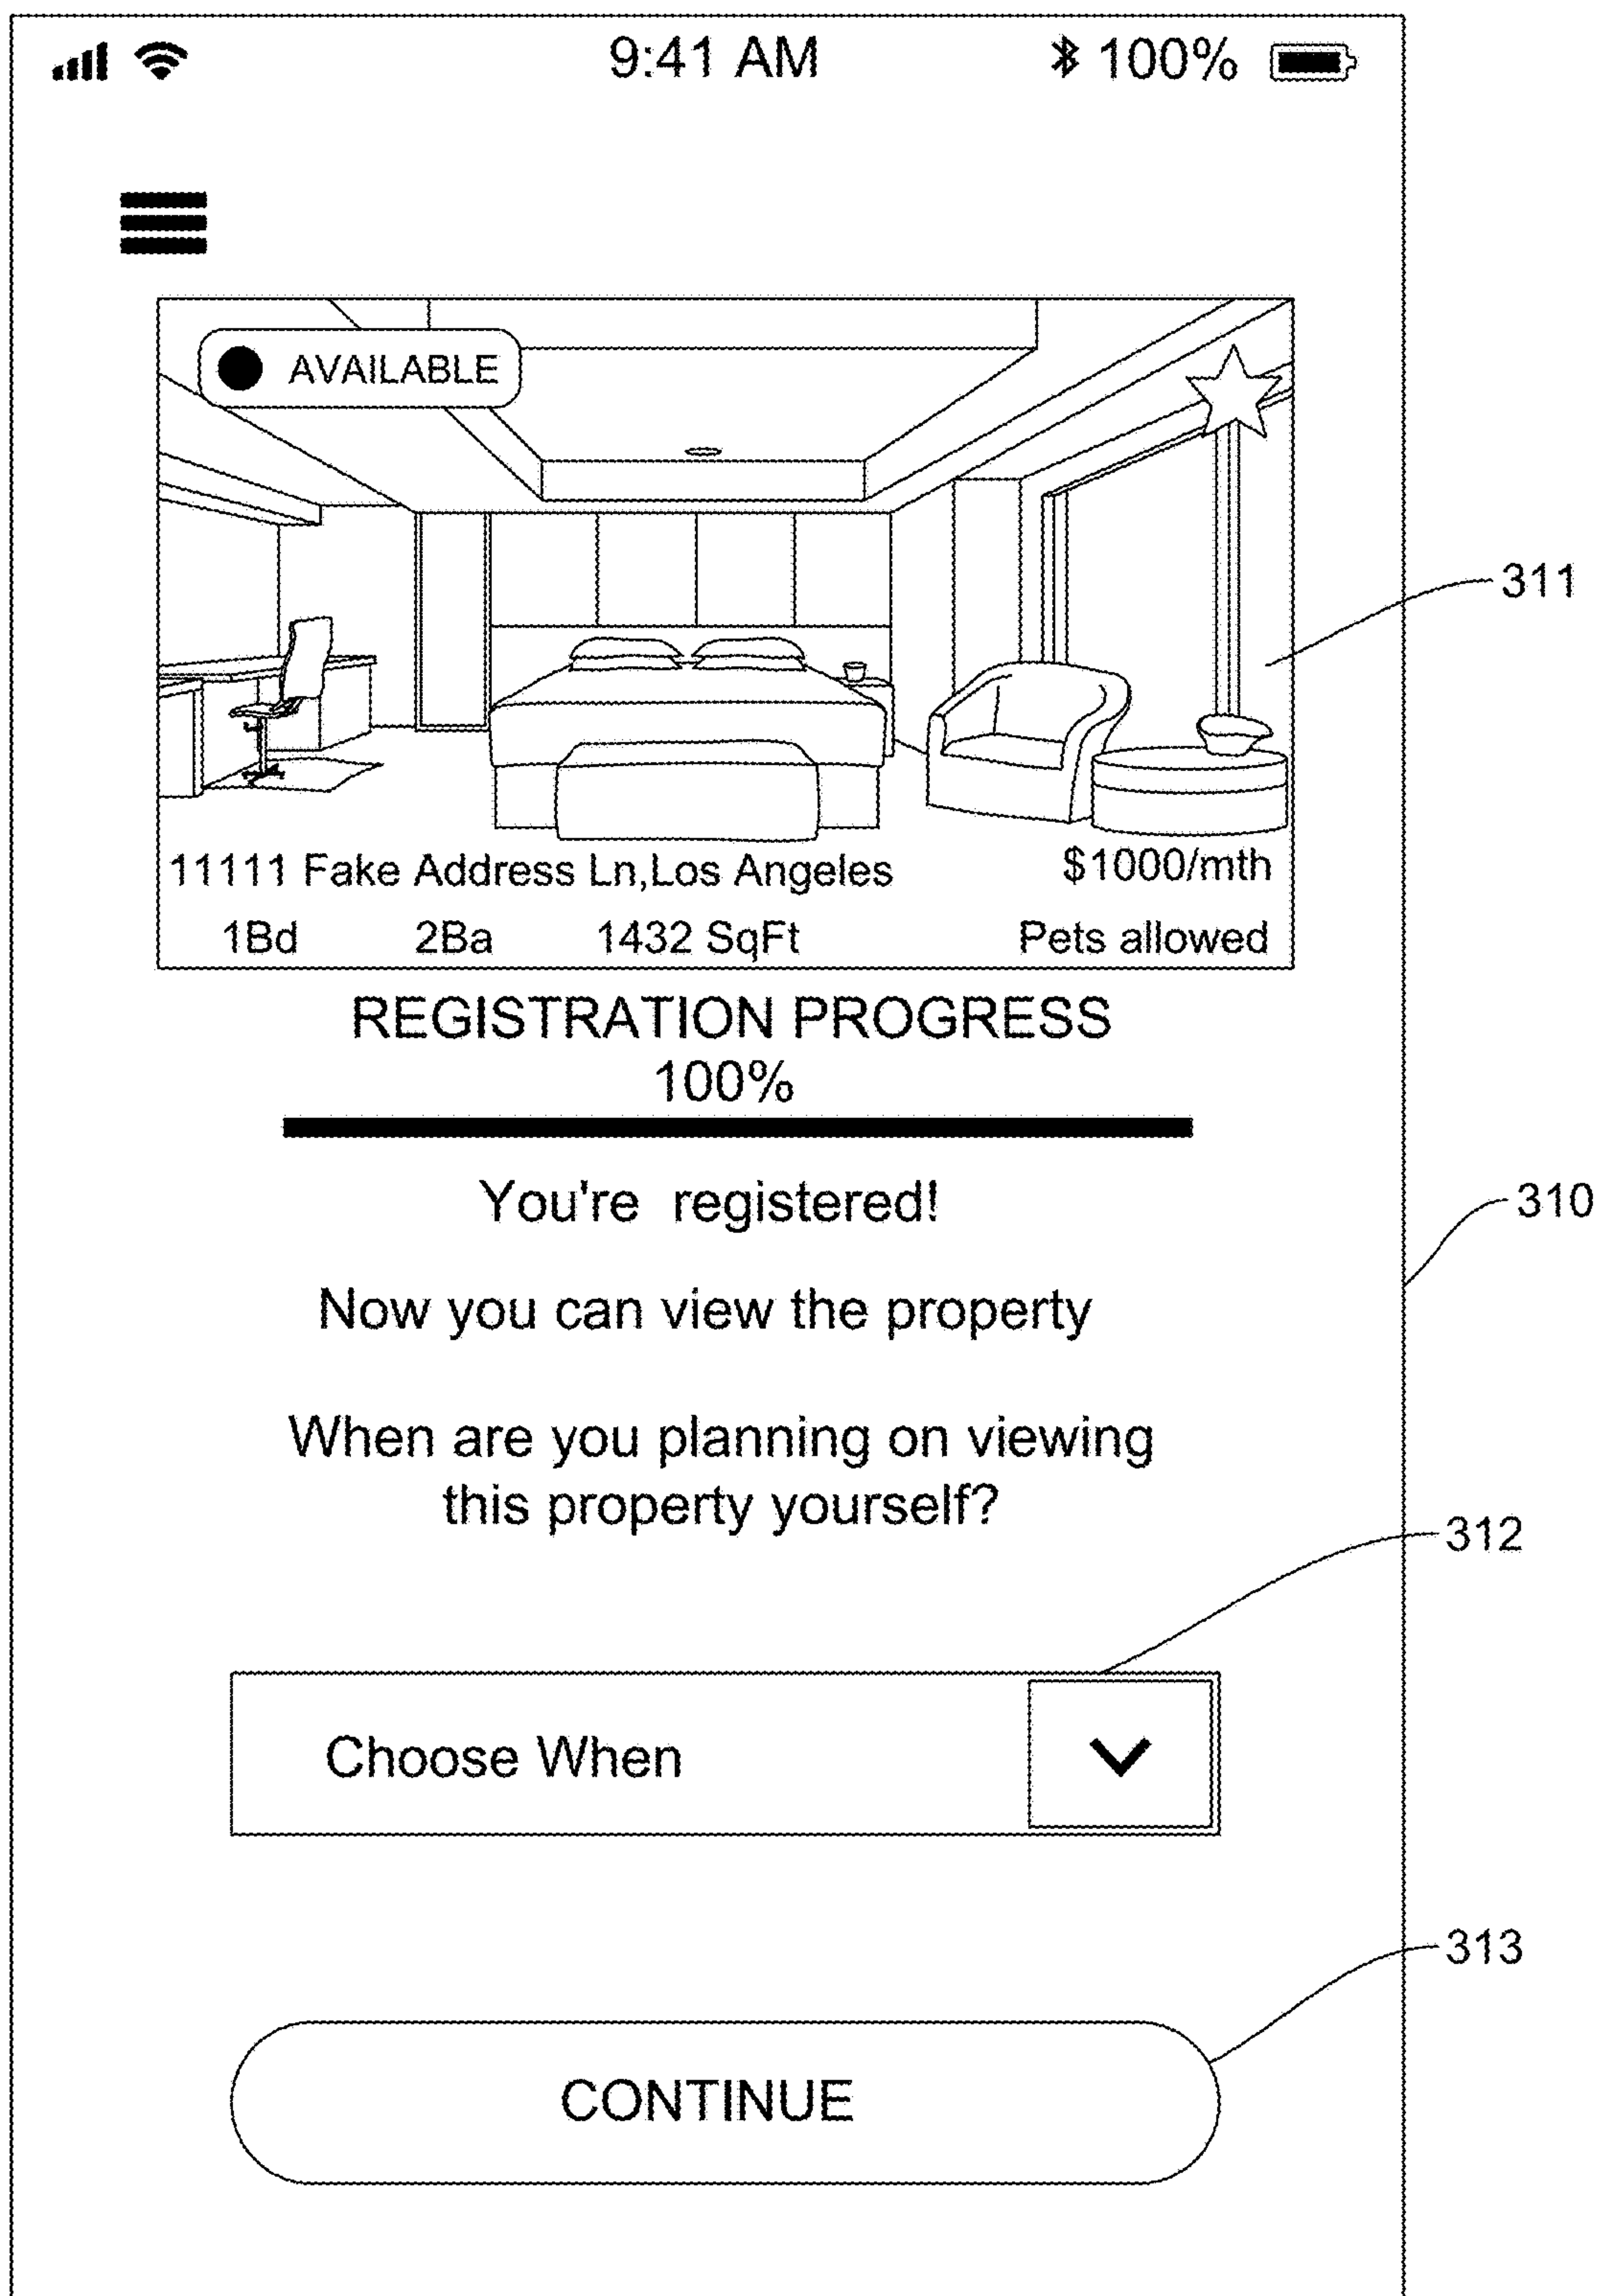 9:41 AM 100%
AVAILABLE
311
11111 Fake Address Ln,Los Angeles $1000/mth
1Bd 2Ba 1432 SqFt Pets allowed
REGISTRATION PROGRESS
100%
You're registered!
310
Now you can view the property
When are you planning on viewing
this property yourself?
312
Choose When
313
CONTINUE